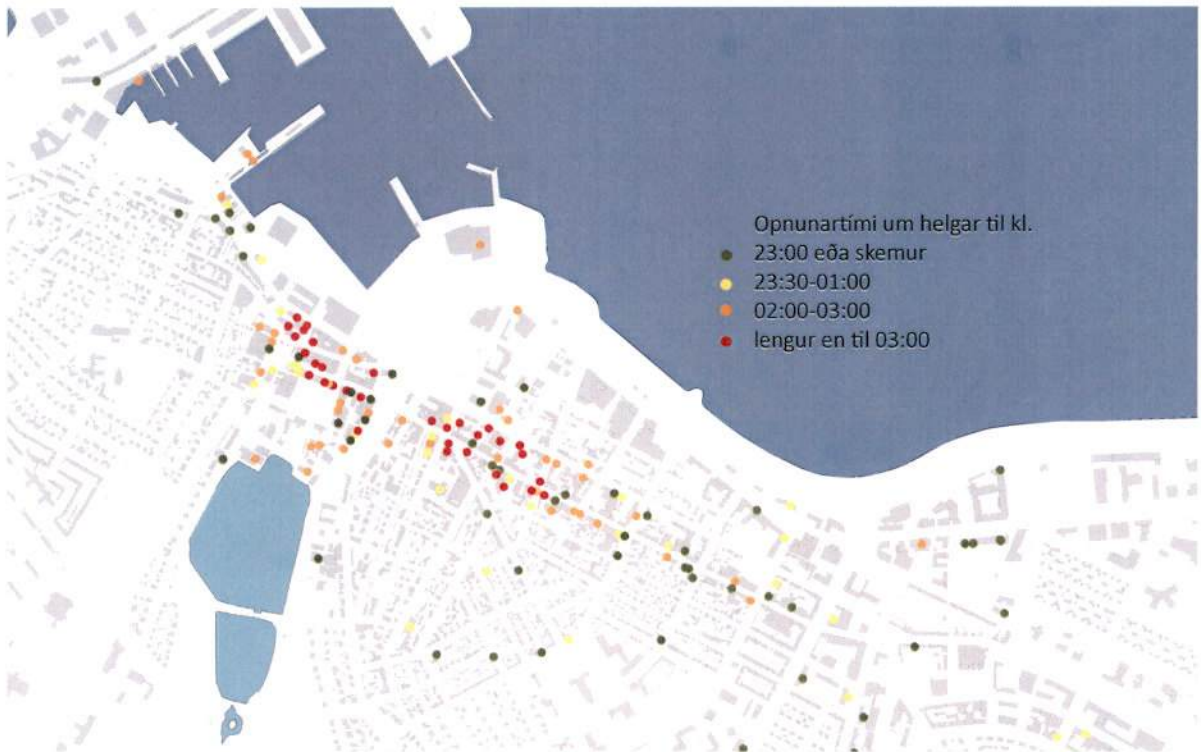 Opnunartími um helgar til kl.
23:00 eða skemur
23:30-01:00
02:00-03:00
lengur en til 03:00